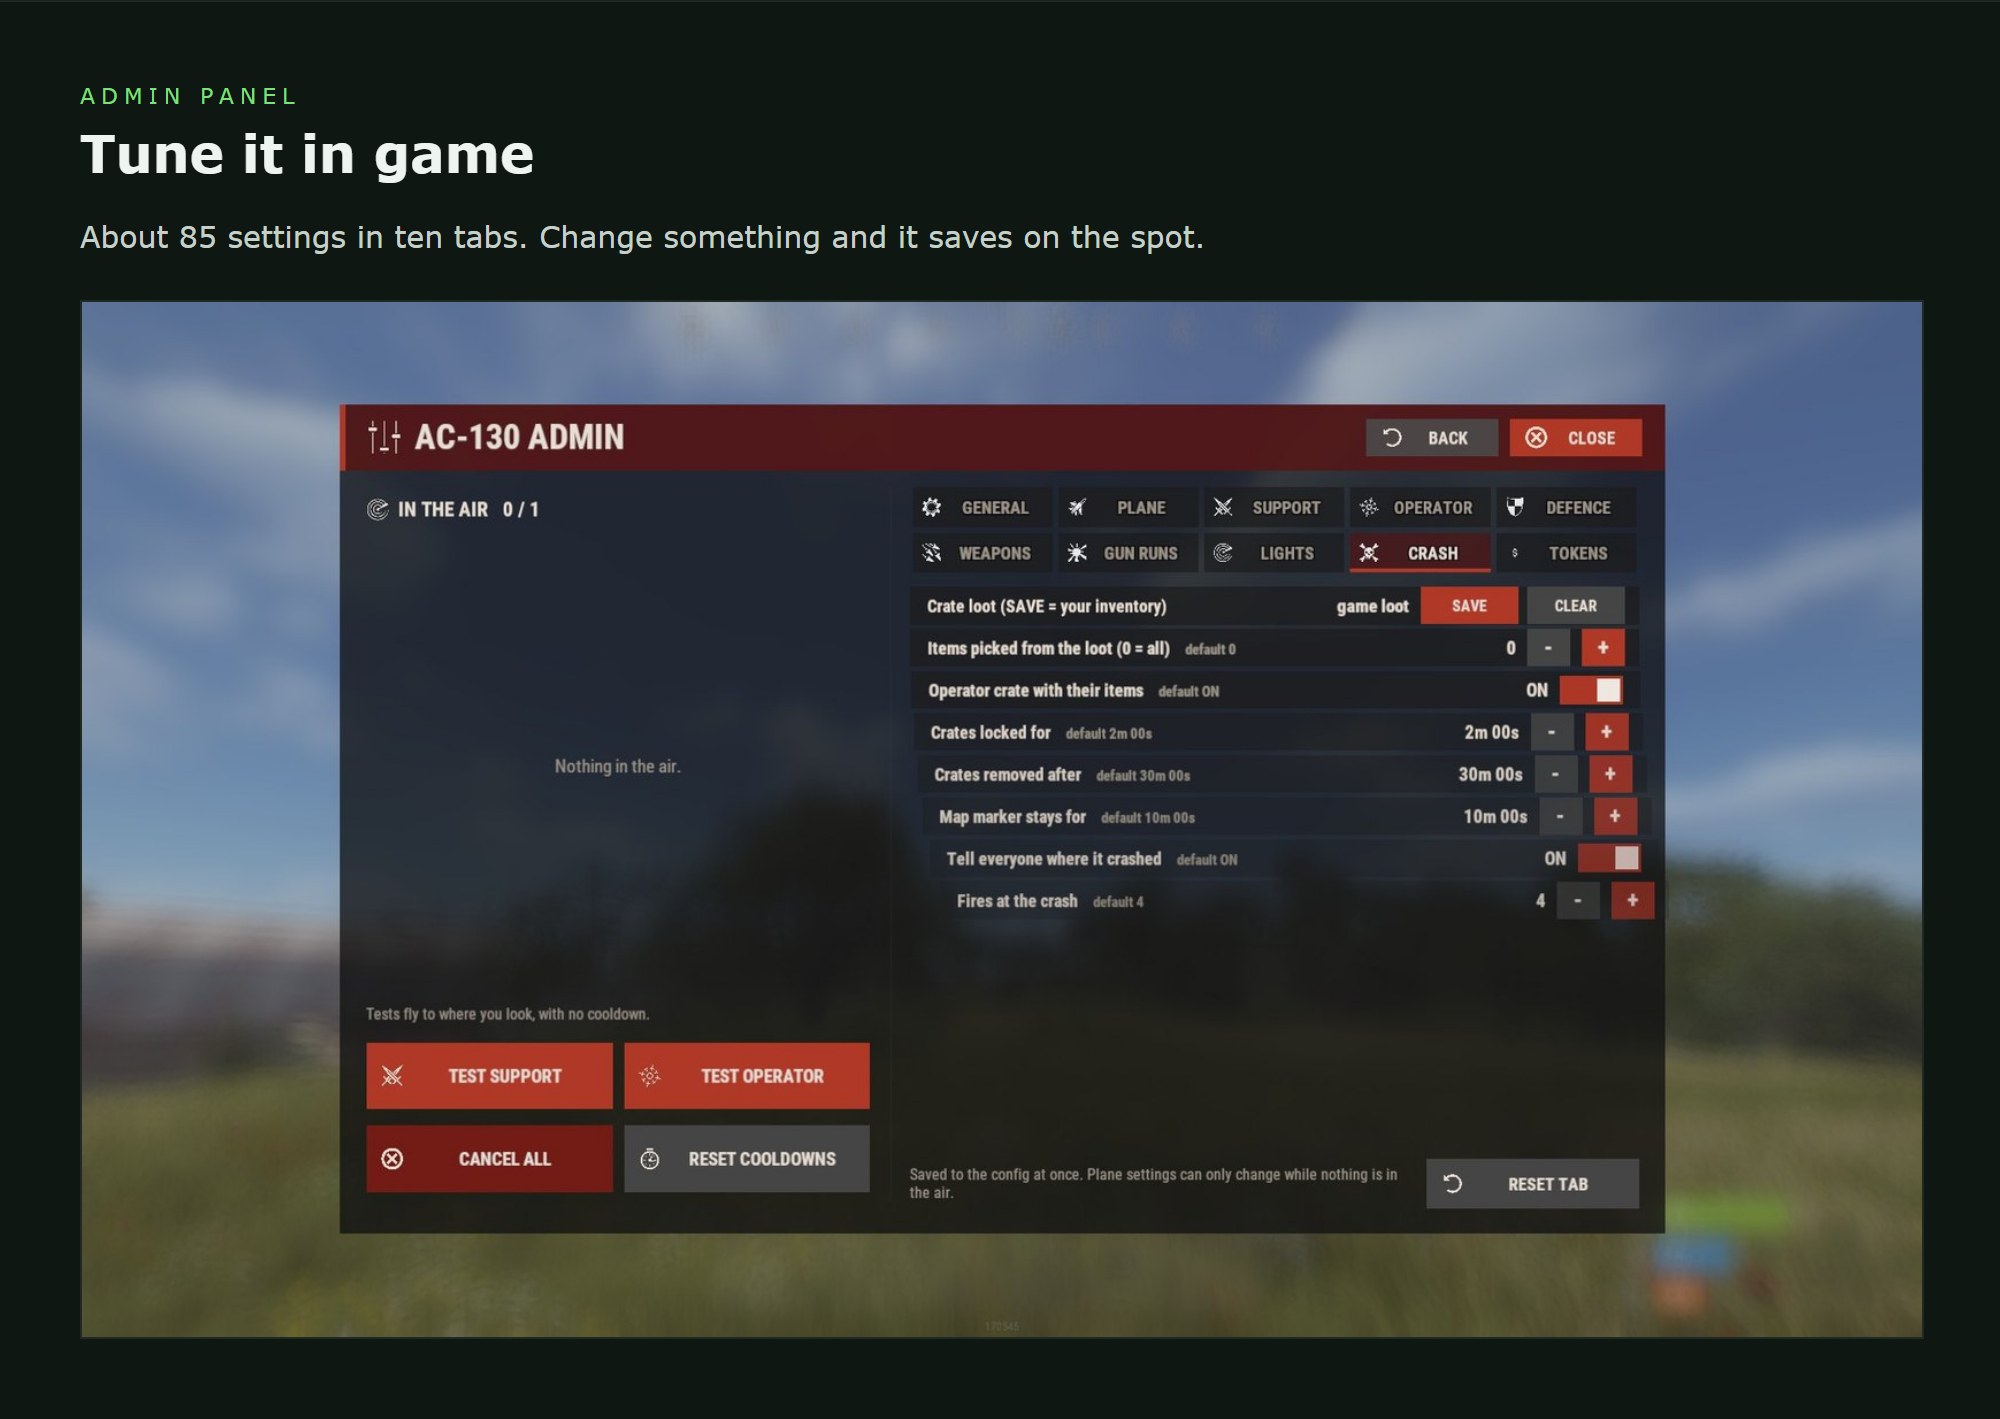 ADMIN PANEL
Tune it in game
About 85 settings in ten tabs. Change something and it saves on the spot.
AC-130 ADMIN
BACK
CLOSE
IN THE AIR 0 / 1
GENERAL
PLANE
SUPPORT
OPERATOR
DEFENCE
WEAPONS
GUN RUNS
LIGHTS
CRASH
$ TOKENS
Crate loot (SAVE = your inventory) game loot SAVE CLEAR
Items picked from the loot (0 = all) default 0 0 - +
Operator crate with their items default ON ON
Crates locked for default 2m 00s 2m 00s - +
Crates removed after default 30m 00s 30m 00s - +
Map marker stays for default 10m 00s 10m 00s - +
Tell everyone where it crashed default ON ON
Fires at the crash default 4 4 - +
Nothing in the air.
Tests fly to where you look, with no cooldown.
TEST SUPPORT
TEST OPERATOR
CANCEL ALL
RESET COOLDOWNS
Saved to the config at once. Plane settings can only change while nothing is in
the air.
RESET TAB